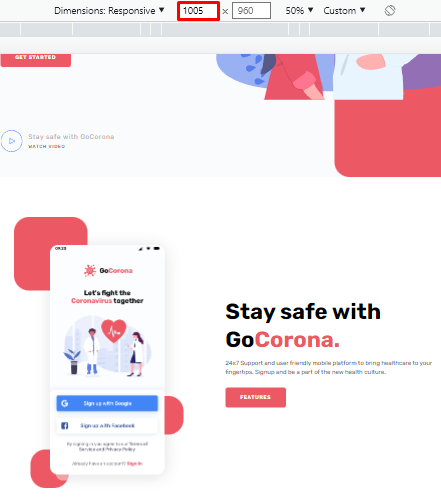 Dimensions: Responsive ▼ 1005 × 960 50% ▼ Custom ▼
GET STARTED
Stay safe with GoCorona
WATCH VIDEO
09:20
GoCorona
Let's fight the
Coronavirus together
Sign up with Google
Sign up with Facebook
By signing in you agree to our Terms of
Service and Privacy Policy
Already have an account? Sign in
Stay safe with
GoCorona.
24x7 Support and user friendly mobile platform to bring healthcare to your
fingertips. Signup and be a part of the new health culture.
FEATURES